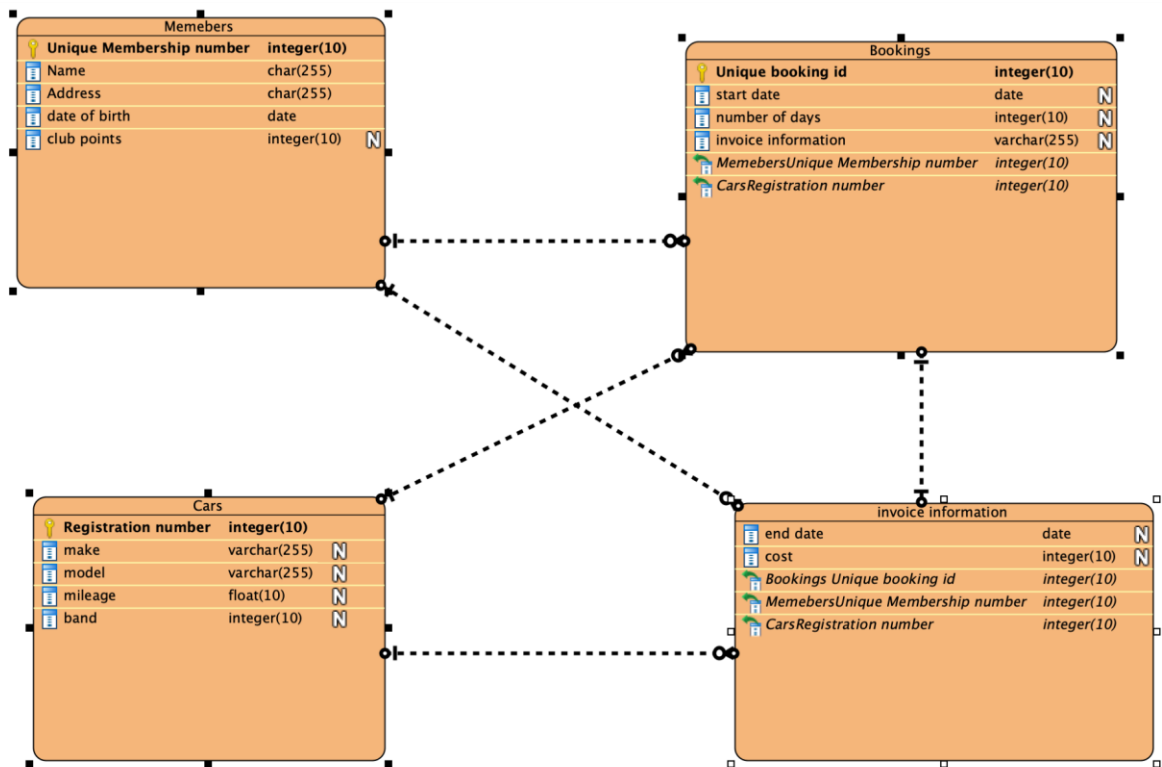 Memebers
Unique Membership number integer(10)
Name char(255)
Address char(255)
date of birth date
club points integer(10) N
Bookings
Unique booking id integer(10)
start date date N
number of days integer(10) N
invoice information varchar(255) N
MemebersUnique Membership number integer(10)
CarsRegistration number integer(10)
Cars
Registration number integer(10)
make varchar(255) N
model varchar(255) N
mileage float(10) N
band integer(10) N
invoice information
end date date N
cost integer(10) N
Bookings Unique booking id integer(10)
MemebersUnique Membership number integer(10)
CarsRegistration number integer(10)